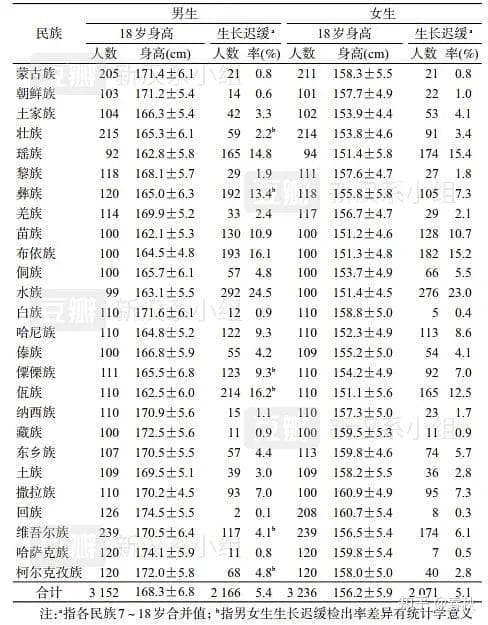 男生 女生
民族 18岁身高 生长迟缓ᵃ 18岁身高 生长迟缓ᵃ
人数 身高(cm) 人数 率(%) 人数 身高(cm) 人数 率(%)
蒙古族 205 171.4±6.1 21 0.8 211 158.3±5.5 21 0.8
朝鲜族 103 171.2±5.4 14 0.6 101 157.7±4.9 22 1.0
土家族 104 166.3±5.4 42 3.3 102 153.9±4.4 53 4.1
壮族 215 165.3±6.1 59 2.2ᵇ 214 153.8±4.6 91 3.4
瑶族 92 162.8±5.8 165 14.8 94 151.4±5.8 174 15.4
黎族 118 168.1±5.7 29 1.9 111 157.6±4.7 27 1.8
彝族 120 165.0±6.3 192 13.4ᵇ 118 155.8±5.8 105 7.3
羌族 114 169.9±5.2 33 2.4 117 156.7±4.7 29 2.1
苗族 100 162.1±5.3 130 10.9 100 151.2±4.6 128 10.7
布依族 100 164.5±4.8 193 16.1 100 151.3±4.8 182 15.2
侗族 100 165.7±6.1 57 4.8 100 153.7±4.9 66 5.5
水族 99 163.1±5.5 292 24.5 100 151.4±4.5 276 23.0
白族 110 171.6±6.1 12 0.9 110 158.8±5.0 5 0.4
哈尼族 110 164.8±5.2 122 9.3 110 152.3±4.9 113 8.6
傣族 100 166.8±5.9 55 4.2 109 155.2±5.0 54 4.1
傈僳族 111 165.5±6.8 123 9.3ᵇ 110 154.2±4.9 92 7.0
佤族 110 162.5±6.0 214 16.2ᵇ 110 151.1±5.6 165 12.5
纳西族 110 170.9±5.6 15 1.1 110 157.3±5.0 23 1.7
藏族 100 172.5±5.6 11 0.9 100 159.5±5.3 11 0.9
东乡族 107 170.5±5.5 57 4.4 113 159.8±4.6 74 5.7
土族 109 169.5±5.1 39 3.0 109 158.2±5.5 36 2.8
撒拉族 110 170.2±4.5 93 7.0 100 160.9±4.9 95 7.3
回族 126 174.5±5.5 2 0.1 208 160.7±5.4 8 0.3
维吾尔族 239 170.5±6.4 117 4.1ᵇ 239 156.5±5.4 174 6.1
哈萨克族 120 174.1±5.9 11 0.8 120 159.8±5.4 7 0.5
柯尔克孜族 120 172.0±5.8 68 4.8ᵇ 120 158.0±5.0 40 2.8
合计 3 152 168.3±6.8 2 166 5.4 3 236 156.2±5.9 2 071 5.1
注:ᵃ指各民族7~18岁合并值;ᵇ指男女生生长迟缓检出率差异有统计学意义